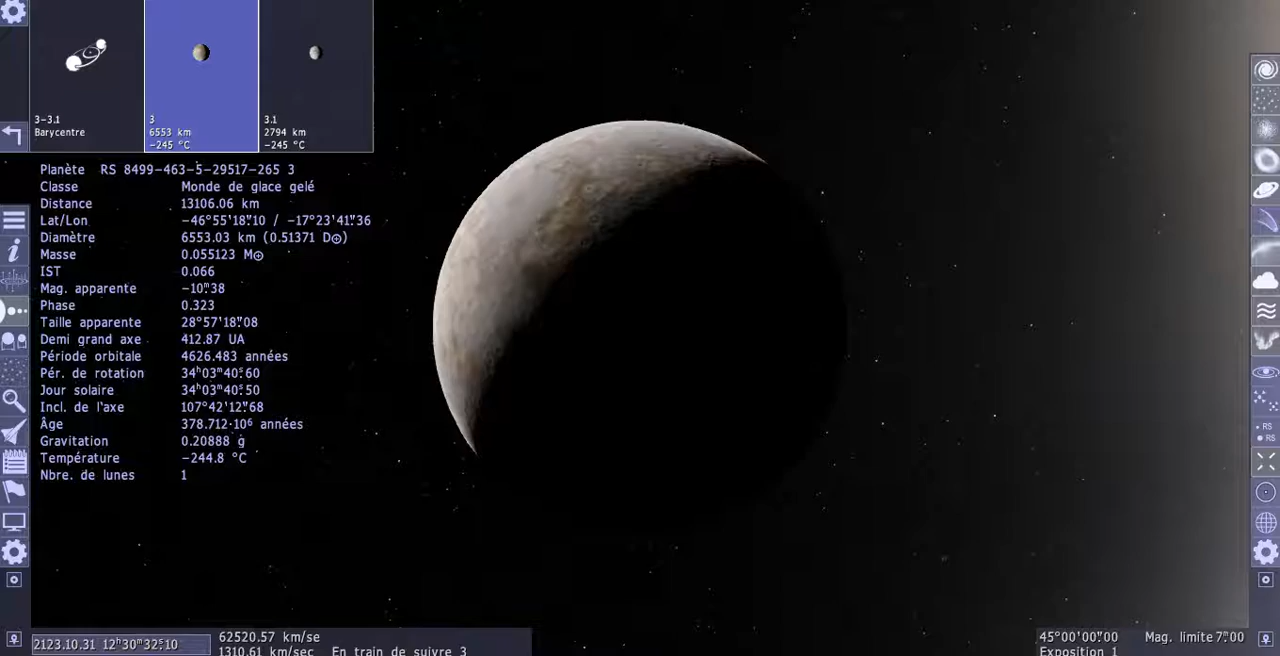 3-3.1
Barycentre
3
6553 km
-245 °C
3.1
2794 km
-245 °C
Planète RS 8499-463-5-29517-265 3
Classe Monde de glace gelé
Distance 13106.06 km
Lat/Lon -46°55'18"10 / -17°23'41"36
Diamètre 6553.03 km (0.51371 D⊙)
Masse 0.055123 M⊙
IST 0.066
Mag. apparente -10"38
Phase 0.323
Taille apparente 28°57'18"08
Demi grand axe 412.87 UA
Période orbitale 4626.483 années
Pér. de rotation 34ʰ03ᵐ40ˢ60
Jour solaire 34ʰ03ᵐ40ˢ50
Incl. de l'axe 107°42'12"68
Âge 378.712·10⁶ années
Gravitation 0.20888 g
Température -244.8 °C
Nbre. de lunes 1
RS
RS
2123.10.31 12ʰ30ᵐ32ˢ10
62520.57 km/se
1310.61 km/sec En train de suivre 3
45°00'00"00 Mag. limite 7"00
Exposition 1